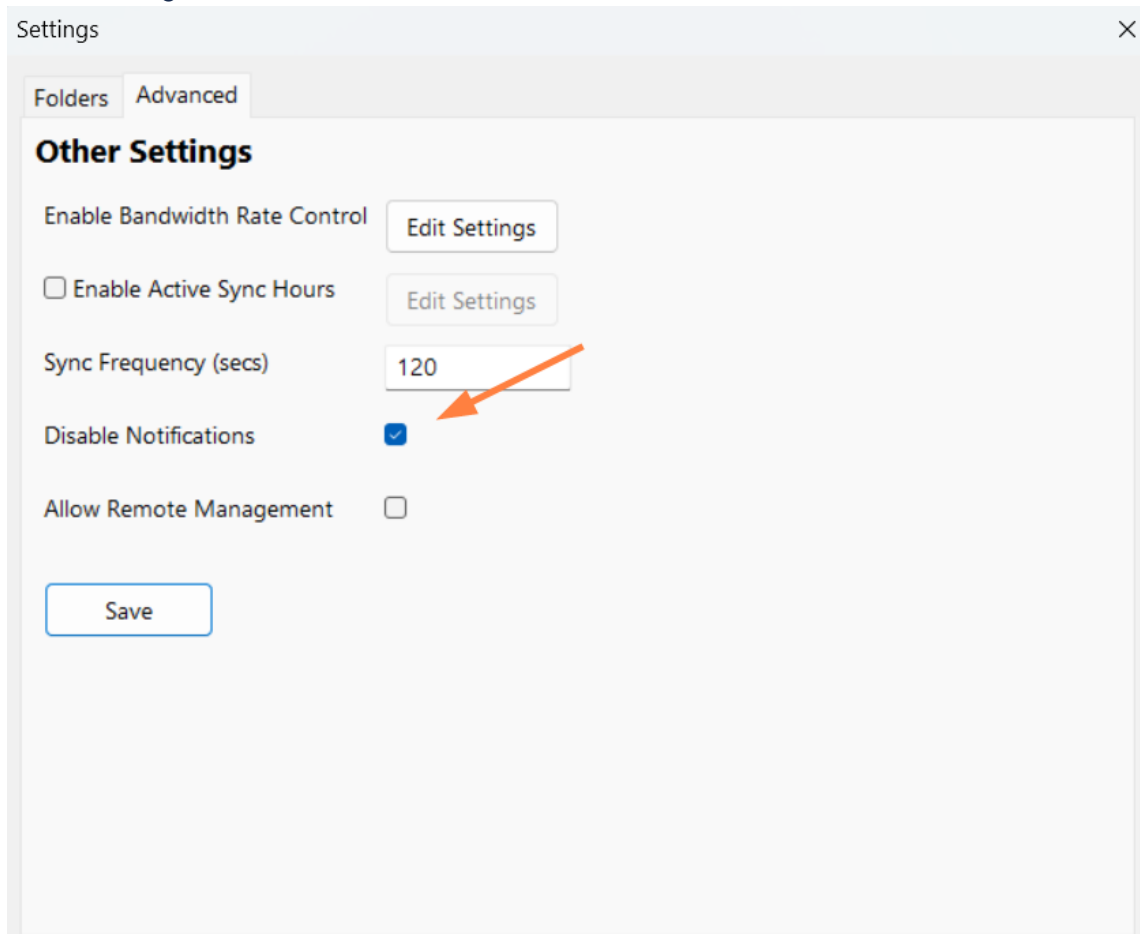 Settings
Folders Advanced
Other Settings
Enable Bandwidth Rate Control Edit Settings
Enable Active Sync Hours Edit Settings
Sync Frequency (secs) 120
Disable Notifications
Allow Remote Management
Save